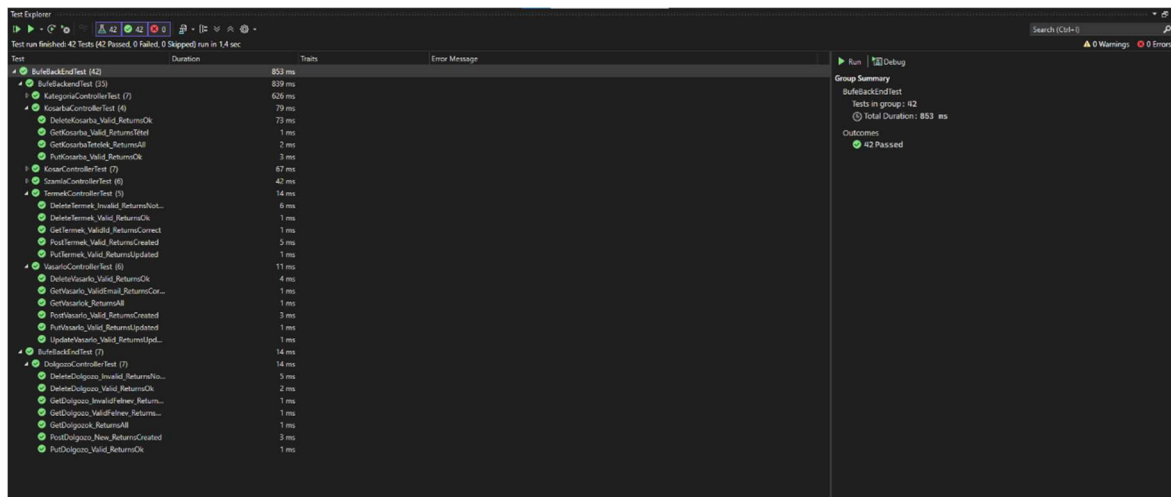 Test Explorer
42 42 0
Search (Ctrl+I)
Test run finished: 42 Tests (42 Passed, 0 Failed, 0 Skipped) run in 1,4 sec
0 Warnings 0 Errors
Test Duration Traits Error Message
Run Debug
BufeBackEndTest (42) 853 ms
BufeBackendTest (35) 839 ms
KategoriaControllerTest (7) 626 ms
KosarbaControllerTest (4) 79 ms
DeleteKosarba_Valid_ReturnsOk 73 ms
GetKosarba_Valid_ReturnsTétel 1 ms
GetKosarbaTetelek_ReturnsAll 2 ms
PutKosarba_Valid_ReturnsOk 3 ms
KosarControllerTest (7) 67 ms
SzamlaControllerTest (6) 42 ms
TermekControllerTest (5) 14 ms
DeleteTermek_Invalid_ReturnsNot... 6 ms
DeleteTermek_Valid_ReturnsOk 1 ms
GetTermek_ValidId_ReturnsCorrect 1 ms
PostTermek_Valid_ReturnsCreated 5 ms
PutTermek_Valid_ReturnsUpdated 1 ms
VasarloControllerTest (6) 11 ms
DeleteVasarlo_Valid_ReturnsOk 4 ms
GetVasarlo_ValidEmail_ReturnsCor... 1 ms
GetVasarlok_ReturnsAll 1 ms
PostVasarlo_Valid_ReturnsCreated 3 ms
PutVasarlo_Valid_ReturnsUpdated 1 ms
UpdateVasarlo_Valid_ReturnsUpd... 1 ms
BufeBackEndTest (7) 14 ms
DolgozoControllerTest (7) 14 ms
DeleteDolgozo_Invalid_ReturnsNo... 5 ms
DeleteDolgozo_Valid_ReturnsOk 2 ms
GetDolgozo_InvalidFelnev_Return... 1 ms
GetDolgozo_ValidFelnev_Returns... 1 ms
GetDolgozok_ReturnsAll 1 ms
PostDolgozo_New_ReturnsCreated 3 ms
PutDolgozo_Valid_ReturnsOk 1 ms
Group Summary
BufeBackEndTest
Tests in group: 42
Total Duration: 853 ms
Outcomes
42 Passed